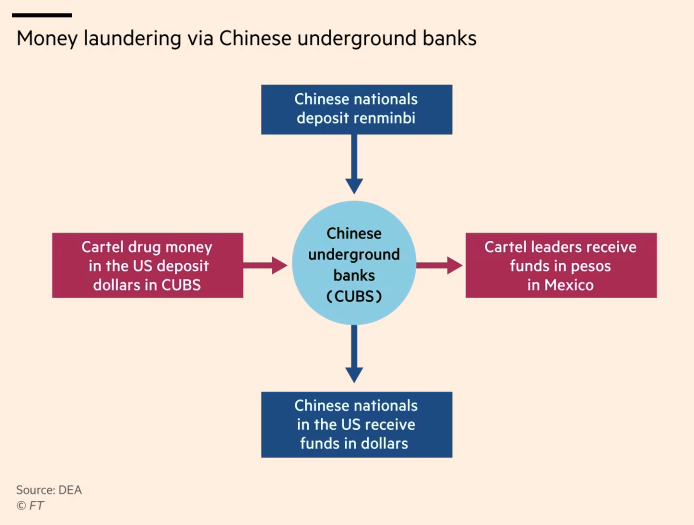 Money laundering via Chinese underground banks
Chinese nationals
deposit renminbi
Cartel drug money
in the US deposit
dollars in CUBS
Chinese
underground
banks
(CUBS)
Cartel leaders receive
funds in pesos
in Mexico
Chinese nationals
in the US receive
funds in dollars
Source: DEA
© FT